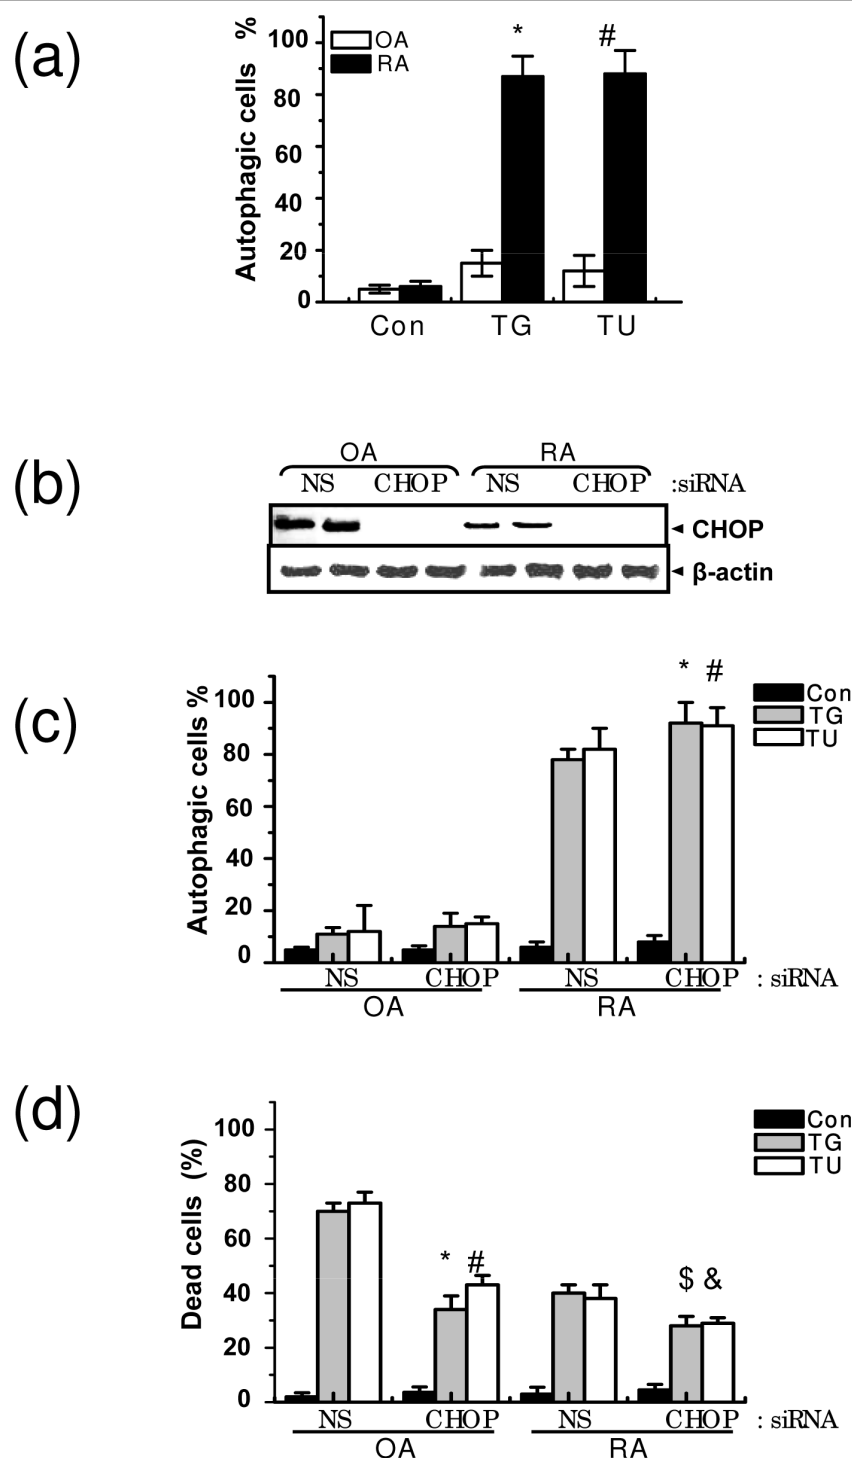 (a)
Autophagic cells %
100
80
60
40
20
0
OA
RA
*
#
Con TG TU
(b)
OA RA
NS CHOP NS CHOP :siRNA
CHOP
β-actin
(c)
Autophagic cells %
100
80
60
40
20
0
* #
Con
TG
TU
NS CHOP NS CHOP : siRNA
OA RA
(d)
Dead cells (%)
100
80
60
40
20
0
* #
$ &
Con
TG
TU
NS CHOP NS CHOP : siRNA
OA RA